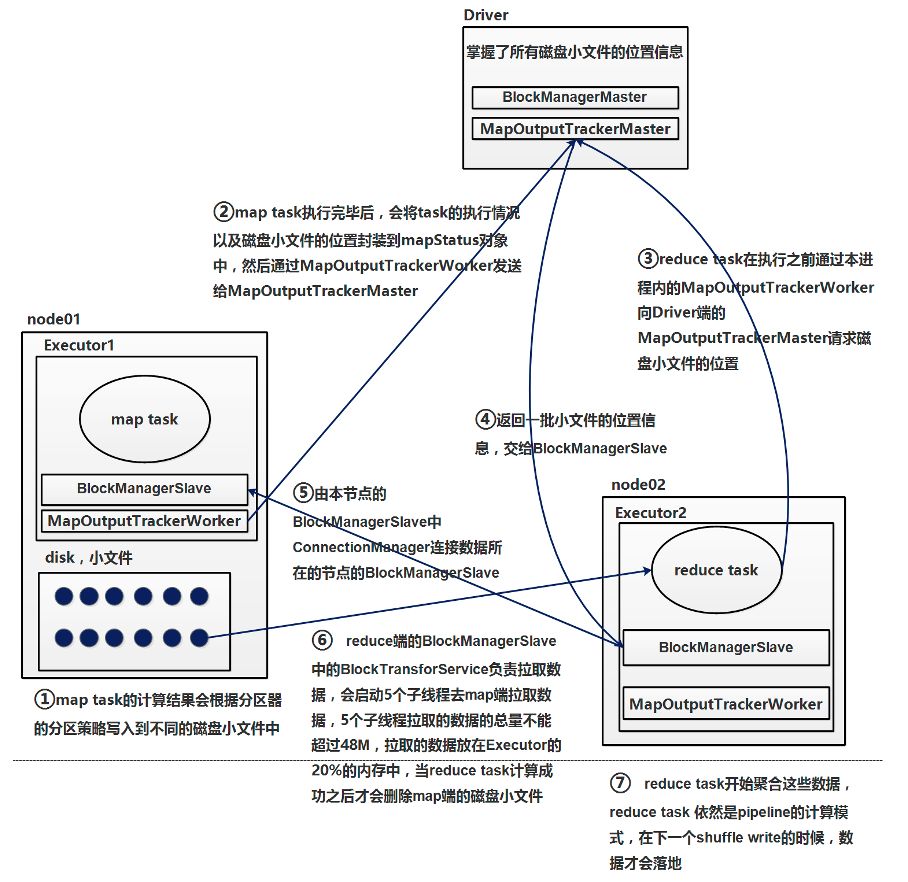 Driver
掌握了所有磁盘小文件的位置信息
BlockManagerMaster
MapOutputTrackerMaster
②map task执行完毕后，会将task的执行情况
以及磁盘小文件的位置封装到mapStatus对象
中，然后通过MapOutputTrackerWorker发送
给MapOutputTrackerMaster
③reduce task在执行之前通过本进
程内的MapOutputTrackerWorker
向Driver端的
MapOutputTrackerMaster请求磁
盘小文件的位置
node01
Executor1
map task
BlockManagerSlave
MapOutputTrackerWorker
disk，小文件
①map task的计算结果会根据分区器
的分区策略写入到不同的磁盘小文件中
④返回一批小文件的位置信
息，交给BlockManagerSlave
⑤由本节点的
BlockManagerSlave中
ConnectionManager连接数据所
在的节点的BlockManagerSlave
node02
Executor2
reduce task
BlockManagerSlave
MapOutputTrackerWorker
⑥ reduce端的BlockManagerSlave
中的BlockTransforService负责拉取数
据，会启动5个子线程去map端拉取数
据，5个子线程拉取的数据的总量不能
超过48M，拉取的数据放在Executor的
20%的内存中，当reduce task计算成
功之后才会删除map端的磁盘小文件
⑦ reduce task开始聚合这些数据，
reduce task 依然是pipeline的计算模
式，在下一个shuffle write的时候，数
据才会落地